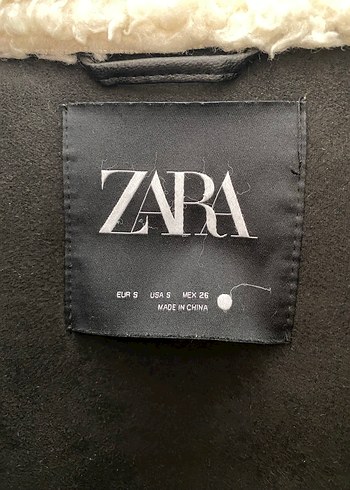 ZARA
EUR S USA S MEX 26
MADE IN CHINA